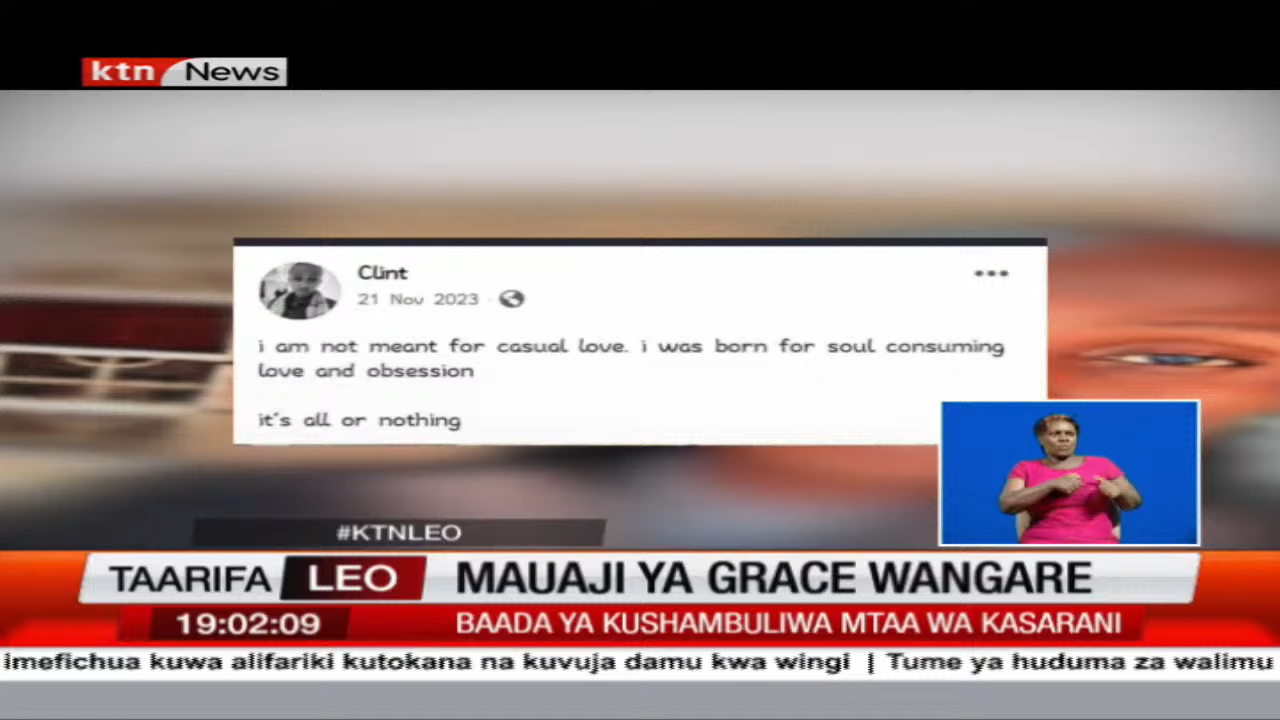 ktn News
Clint
21 Nov 2023
i am not meant for casual love. i was born for soul consuming
love and obsession
it's all or nothing
#KTNLEO
TAARIFA LEO MAUAJI YA GRACE WANGARE
19:02:09 BAADA YA KUSHAMBULIWA MTAA WA KASARANI
imefichua kuwa alifariki kutokana na kuvuja damu kwa wingi | Tume ya huduma za walimu